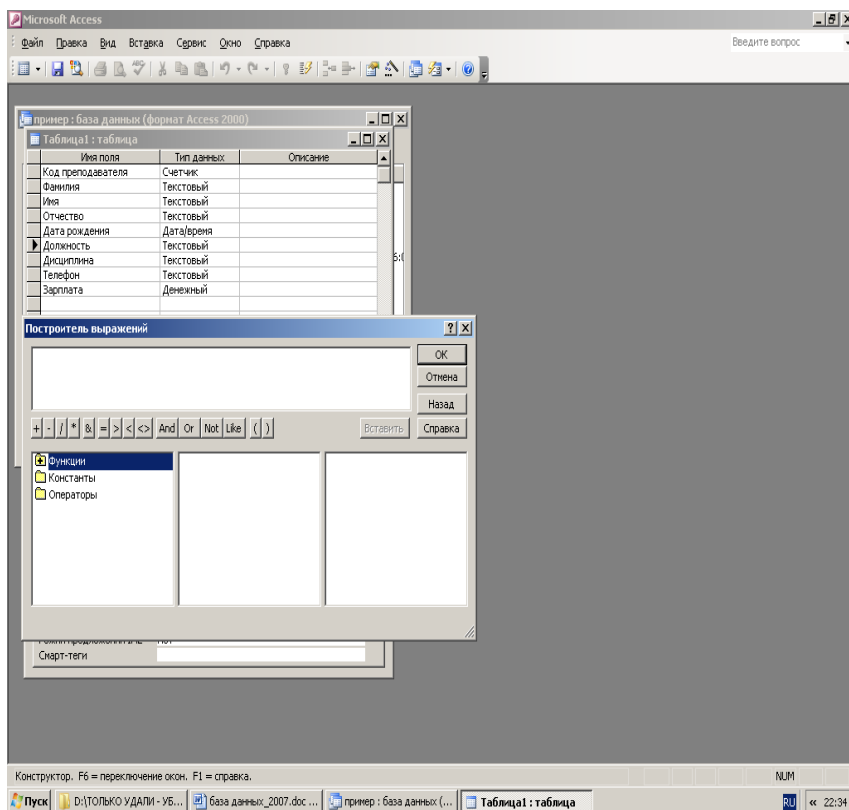 Microsoft Access
Файл Правка Вид Вставка Сервис Окно Справка
Введите вопрос
пример : база данных (формат Access 2000)
Таблица1 : таблица
Имя поля Тип данных Описание
Код преподавателя Счетчик
Фамилия Текстовый
Имя Текстовый
Отчество Текстовый
Дата рождения Дата/время
Должность Текстовый
Дисциплина Текстовый
Телефон Текстовый
Зарплата Денежный
Построитель выражений
OK
Отмена
Назад
+ - / * & = > < <> And Or Not Like ( ) Вставить Справка
Функции
Константы
Операторы
Смарт-теги
Конструктор. F6 = переключение окон. F1 = справка. NUM
Пуск D:\ТОЛЬКО УДАЛИ - УБ... база данных_2007.doc ... пример : база данных (... Таблица1 : таблица RU « 22:34